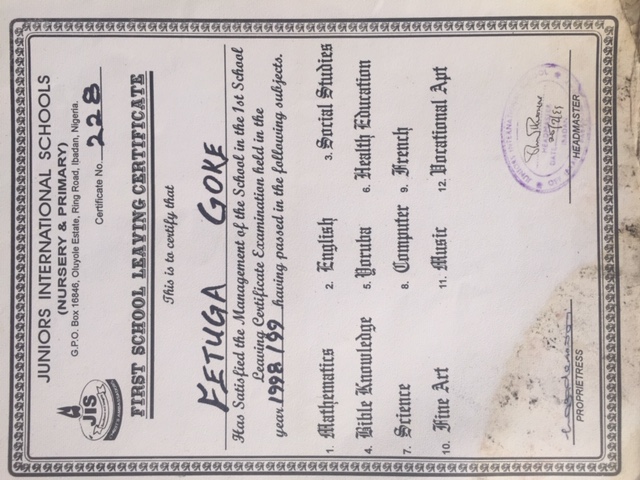 JUNIORS INTERNATIONAL SCHOOLS
(NURSERY & PRIMARY)
G.P.O. Box 16846, Oluyole Estate, Ring Road, Ibadan, Nigeria.
JIS
Certificate No. 228
FIRST SCHOOL LEAVING CERTIFICATE
This is to certify that
FETUGA GOKE
Has Satisfied the Management of the School in the 1st School
Leaving Certificate Examination held in the
year 1998/99 having passed in the following subjects.
1. Mathematics 2. English 3. Social Studies
4. Bible Knowledge 5. Yoruba 6. Health Education
7. Science 8. Computer 9. French
10. Fine Art 11. Music 12. Vocational Apt
PROPRIETRESS
HEADMASTER